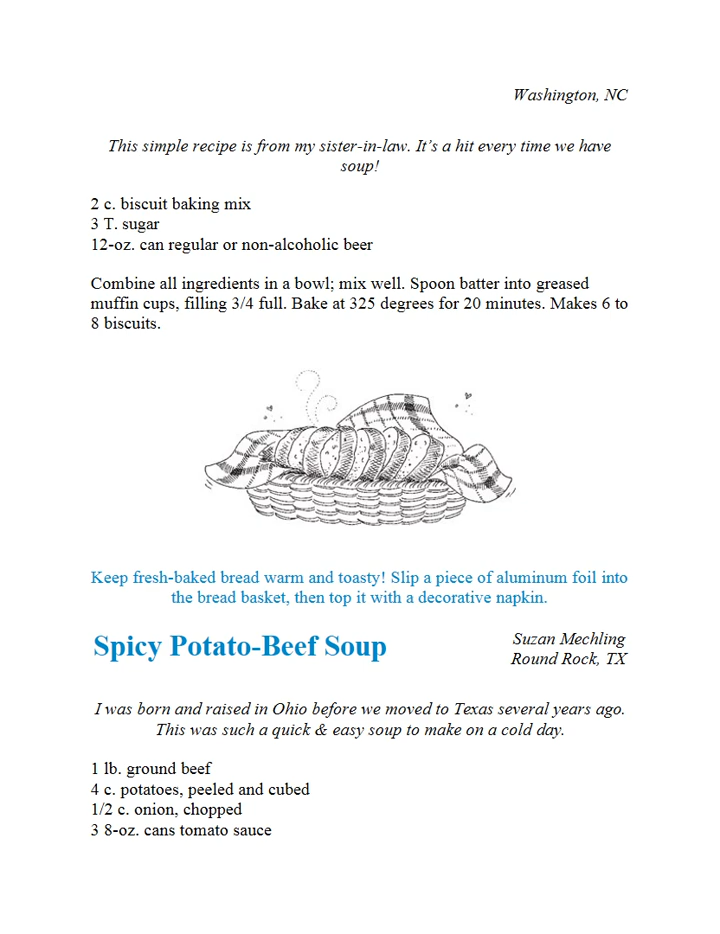 Washington, NC
This simple recipe is from my sister-in-law. It’s a hit every time we have
soup!
2 c. biscuit baking mix
3 T. sugar
12-oz. can regular or non-alcoholic beer
Combine all ingredients in a bowl; mix well. Spoon batter into greased
muffin cups, filling 3/4 full. Bake at 325 degrees for 20 minutes. Makes 6 to
8 biscuits.
Keep fresh-baked bread warm and toasty! Slip a piece of aluminum foil into
the bread basket, then top it with a decorative napkin.
Spicy Potato-Beef Soup
Suzan Mechling
Round Rock, TX
I was born and raised in Ohio before we moved to Texas several years ago.
This was such a quick & easy soup to make on a cold day.
1 lb. ground beef
4 c. potatoes, peeled and cubed
1/2 c. onion, chopped
3 8-oz. cans tomato sauce